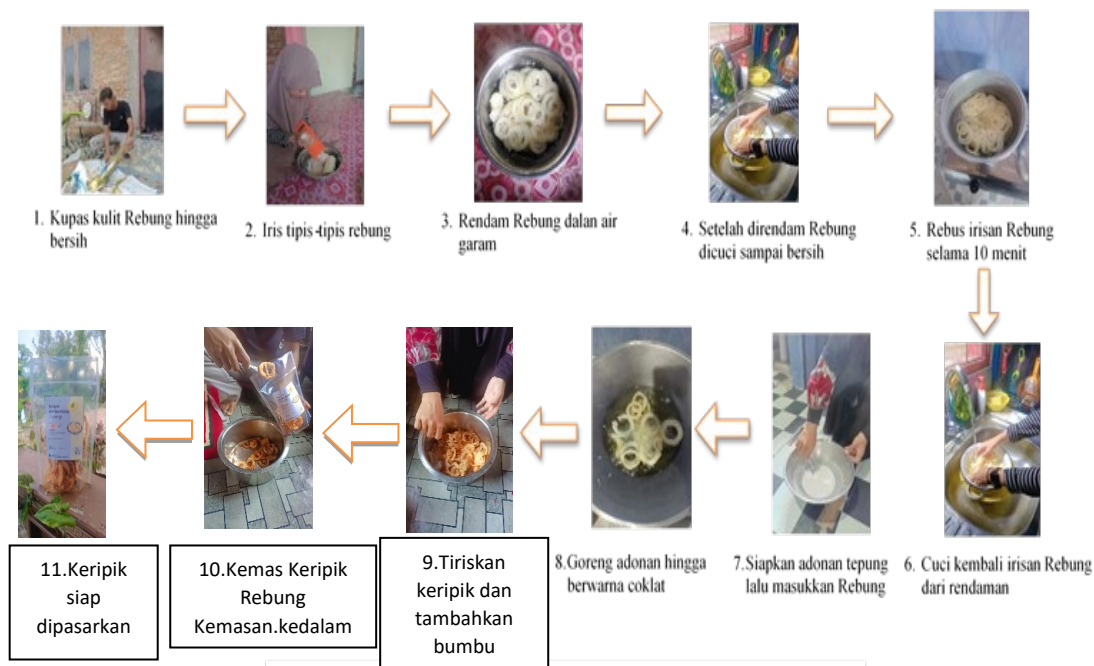 1. Kupas kulit Rebung hingga
bersih
2. Iris tipis-tipis rebung
3. Rendam Rebung dalan air
garam
4. Setelah direndam Rebung
dicuci sampai bersih
5. Rebus irisan Rebung
selama 10 menit
6. Cuci kembali irisan Rebung
dari rendaman
7.Siapkan adonan tepung
lalu masukkan Rebung
8.Goreng adonan hingga
berwarna coklat
9.Tiriskan
keripik dan
tambahkan
bumbu
10.Kemas Keripik
Rebung
Kemasan.kedalam
11.Keripik
siap
dipasarkan